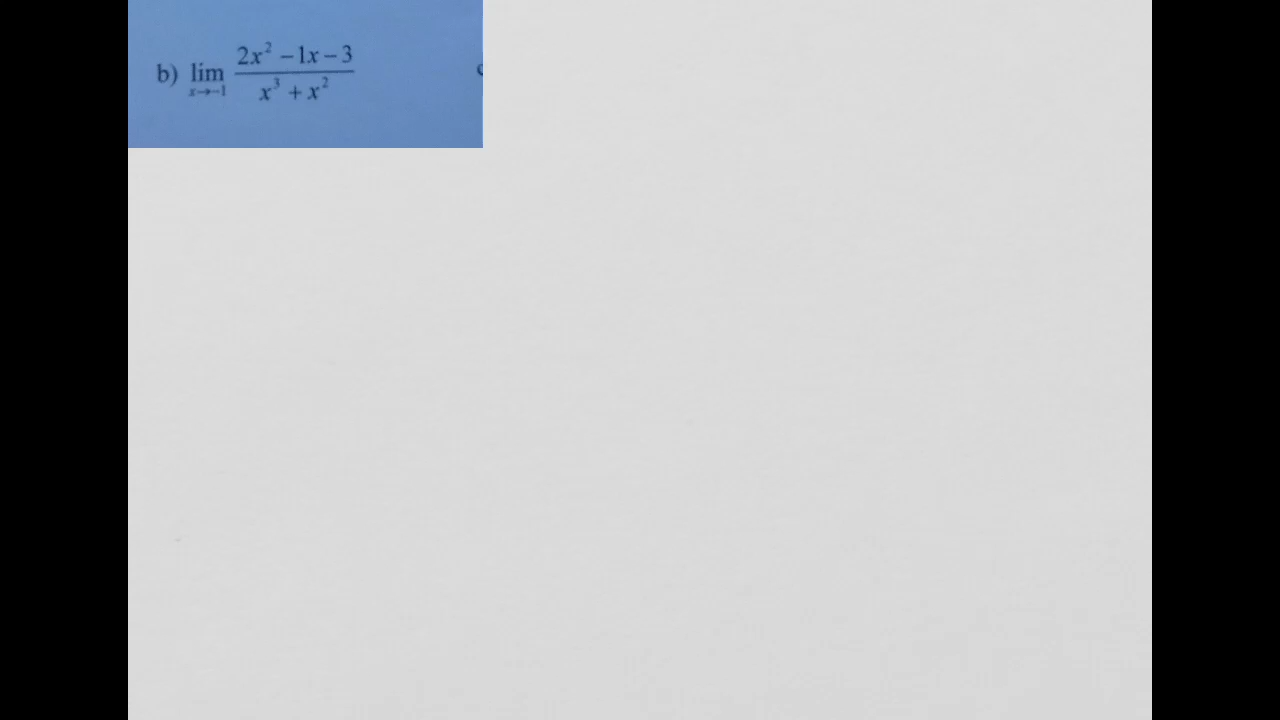 b) lim x→-1 (2x² – 1x – 3)/(x³ + x²)